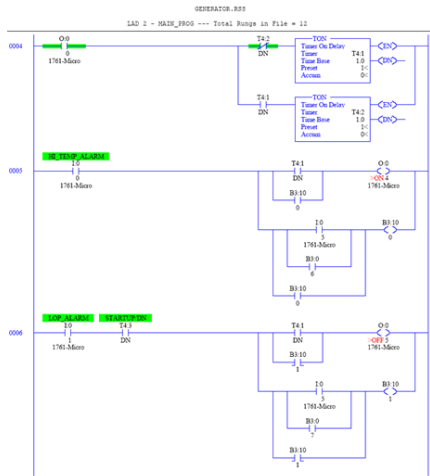 GENERATOR.RSS
LAD 2 - MAIN_PROG --- Total Rungs in File = 12
0004
O:0
0
1761-Micro
T4:2
DN
TON
Timer On Delay
Timer T4:1
Time Base 1.0
Preset 1<
Accum 0<
EN
DN
T4:1
DN
TON
Timer On Delay
Timer T4:2
Time Base 1.0
Preset 1<
Accum 0<
EN
DN
HI_TEMP_ALARM
0005
I:0
0
1761-Micro
T4:1
DN
O:0
>ON 4
1761-Micro
B3:10
0
I:0
3
1761-Micro
B3:10
0
B3:0
6
B3:10
0
LOP_ALARM STARTUP/DN
0006
I:0
1
1761-Micro
T4:3
DN
T4:1
DN
O:0
>OFF 5
1761-Micro
B3:10
1
I:0
5
1761-Micro
B3:10
1
B3:0
7
B3:10
1